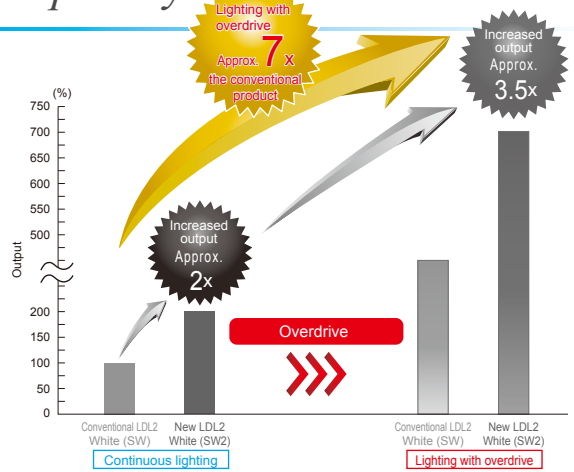 Lighting with
overdrive
Approx. 7 x
the conventional
product
Increased
output
Approx.
3.5x
(%)
750
700
650
600
550
500
200
150
100
50
0
Output
Increased
output
Approx.
2x
Overdrive
Conventional LDL2
White (SW)
New LDL2
White (SW2)
Continuous lighting
Conventional LDL2
White (SW)
New LDL2
White (SW2)
Lighting with overdrive